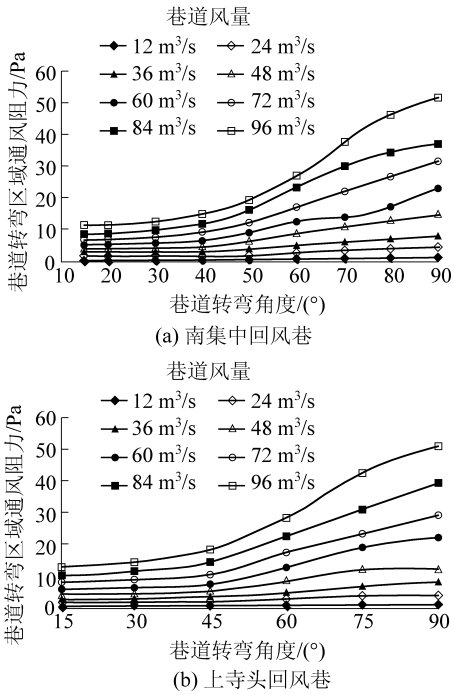 巷道风量
12 m³/s 24 m³/s
36 m³/s 48 m³/s
60 m³/s 72 m³/s
84 m³/s 96 m³/s
巷道转弯区域通风阻力/Pa
60
50
40
30
20
10
0
10 20 30 40 50 60 70 80 90
巷道转弯角度/(°)
(a) 南集中回风巷
巷道风量
12 m³/s 24 m³/s
36 m³/s 48 m³/s
60 m³/s 72 m³/s
84 m³/s 96 m³/s
巷道转弯区域通风阻力/Pa
60
50
40
30
20
10
0
15 30 45 60 75 90
巷道转弯角度/(°)
(b) 上寺头回风巷